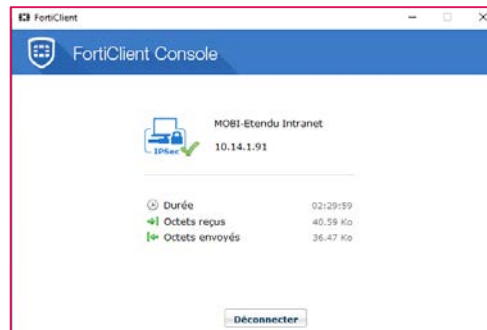 FortiClient
FortiClient Console
MOBI-Etendu Intranet
IPSec
10.14.1.91
Durée 02:29:59
Octets reçus 40.59 Ko
Octets envoyés 36.47 Ko
Déconnecter